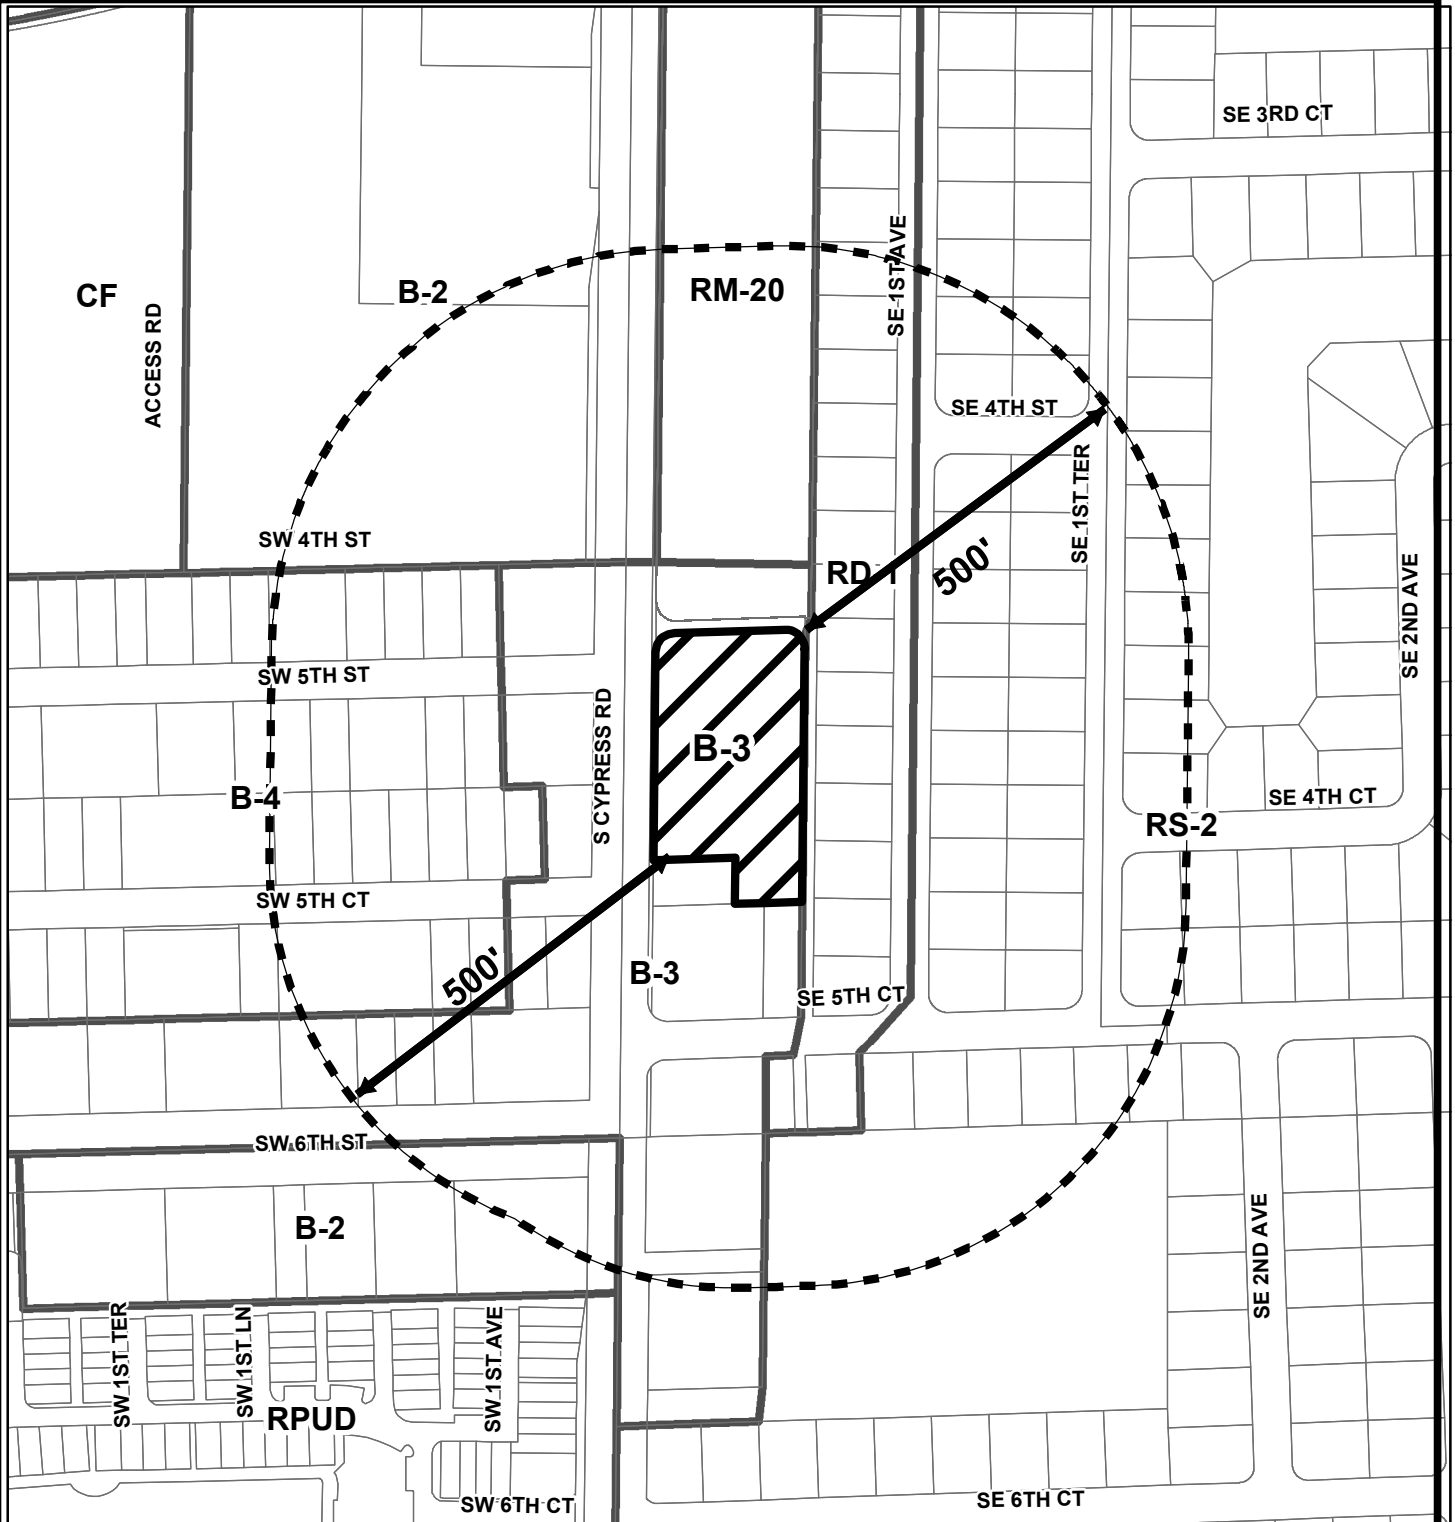 SE 3RD CT
CF
B-2
RM-20
SE 1ST AVE
ACCESS RD
SE 4TH ST
SE 1ST TER
SW 4TH ST
RD-1
500'
SE 2ND AVE
SW 5TH ST
S CYPRESS RD
B-3
B-4
SE 4TH CT
RS-2
SW 5TH CT
500'
B-3
SE 5TH CT
SW 6TH ST
B-2
SE 2ND AVE
SW 1ST TER
SW 1ST LN
SW 1ST AVE
RPUD
SW 6TH CT
SE 6TH CT